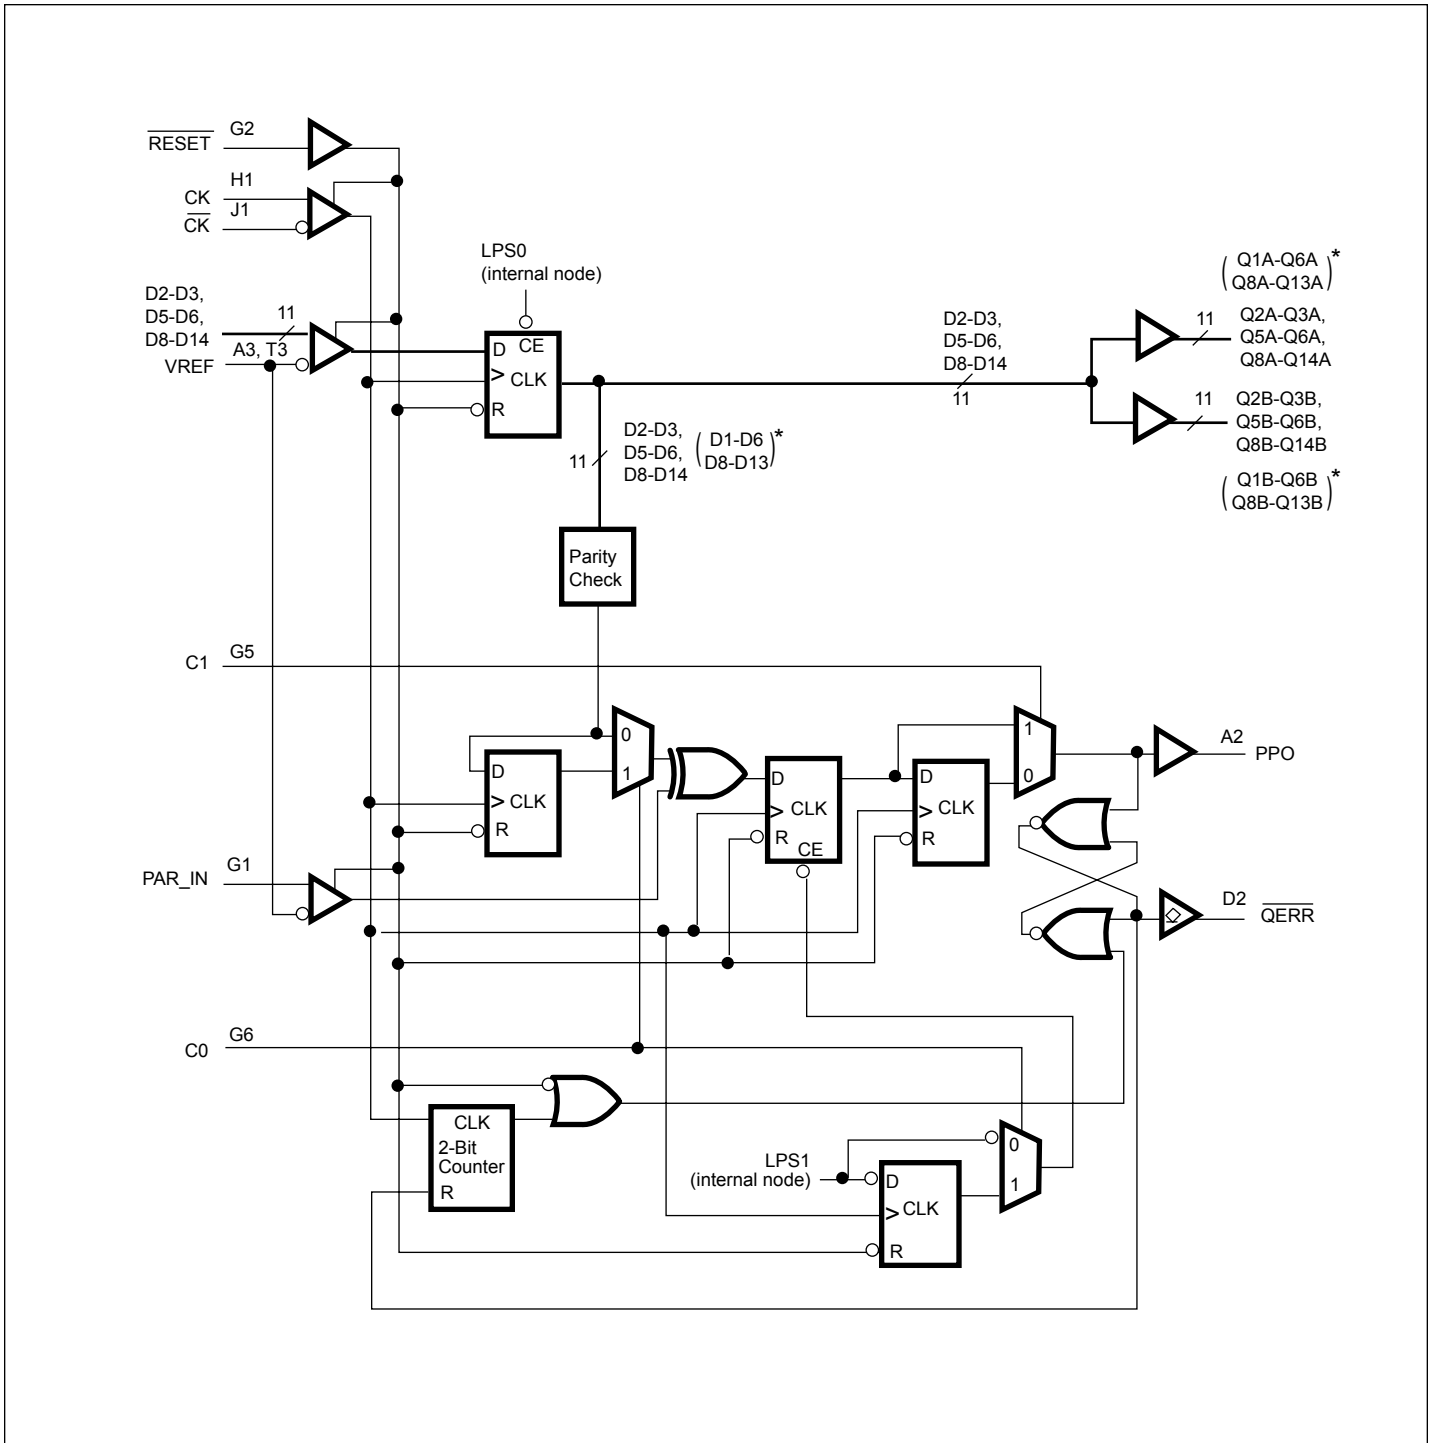 RESET G2
CK H1
CK J1
LPS0
(internal node)
D2-D3,
D5-D6,
D8-D14
11
A3, T3
VREF
D
CE
> CLK
R
D2-D3,
D5-D6,
D8-D14
11
(D1-D6
D8-D13)*
11
D2-D3,
D5-D6,
D8-D14
11
(Q1A-Q6A
Q8A-Q13A)*
11
Q2A-Q3A,
Q5A-Q6A,
Q8A-Q14A
11
Q2B-Q3B,
Q5B-Q6B,
Q8B-Q14B
(Q1B-Q6B
Q8B-Q13B)*
Parity
Check
C1 G5
0
1
D
> CLK
R
D
> CLK
R
CE
D
> CLK
R
1
0
A2
PPO
PAR_IN G1
D2
QERR
C0 G6
CLK
2-Bit
Counter
R
LPS1
(internal node)
D
> CLK
R
0
1